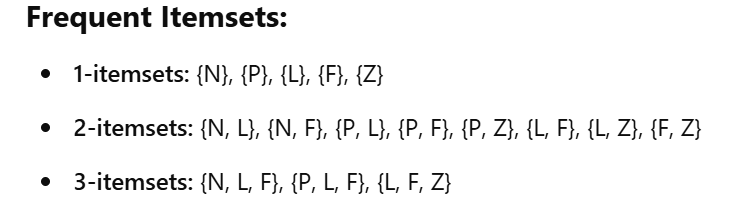 Frequent Itemsets:
• 1-itemsets: {N}, {P}, {L}, {F}, {Z}
• 2-itemsets: {N, L}, {N, F}, {P, L}, {P, F}, {P, Z}, {L, F}, {L, Z}, {F, Z}
• 3-itemsets: {N, L, F}, {P, L, F}, {L, F, Z}